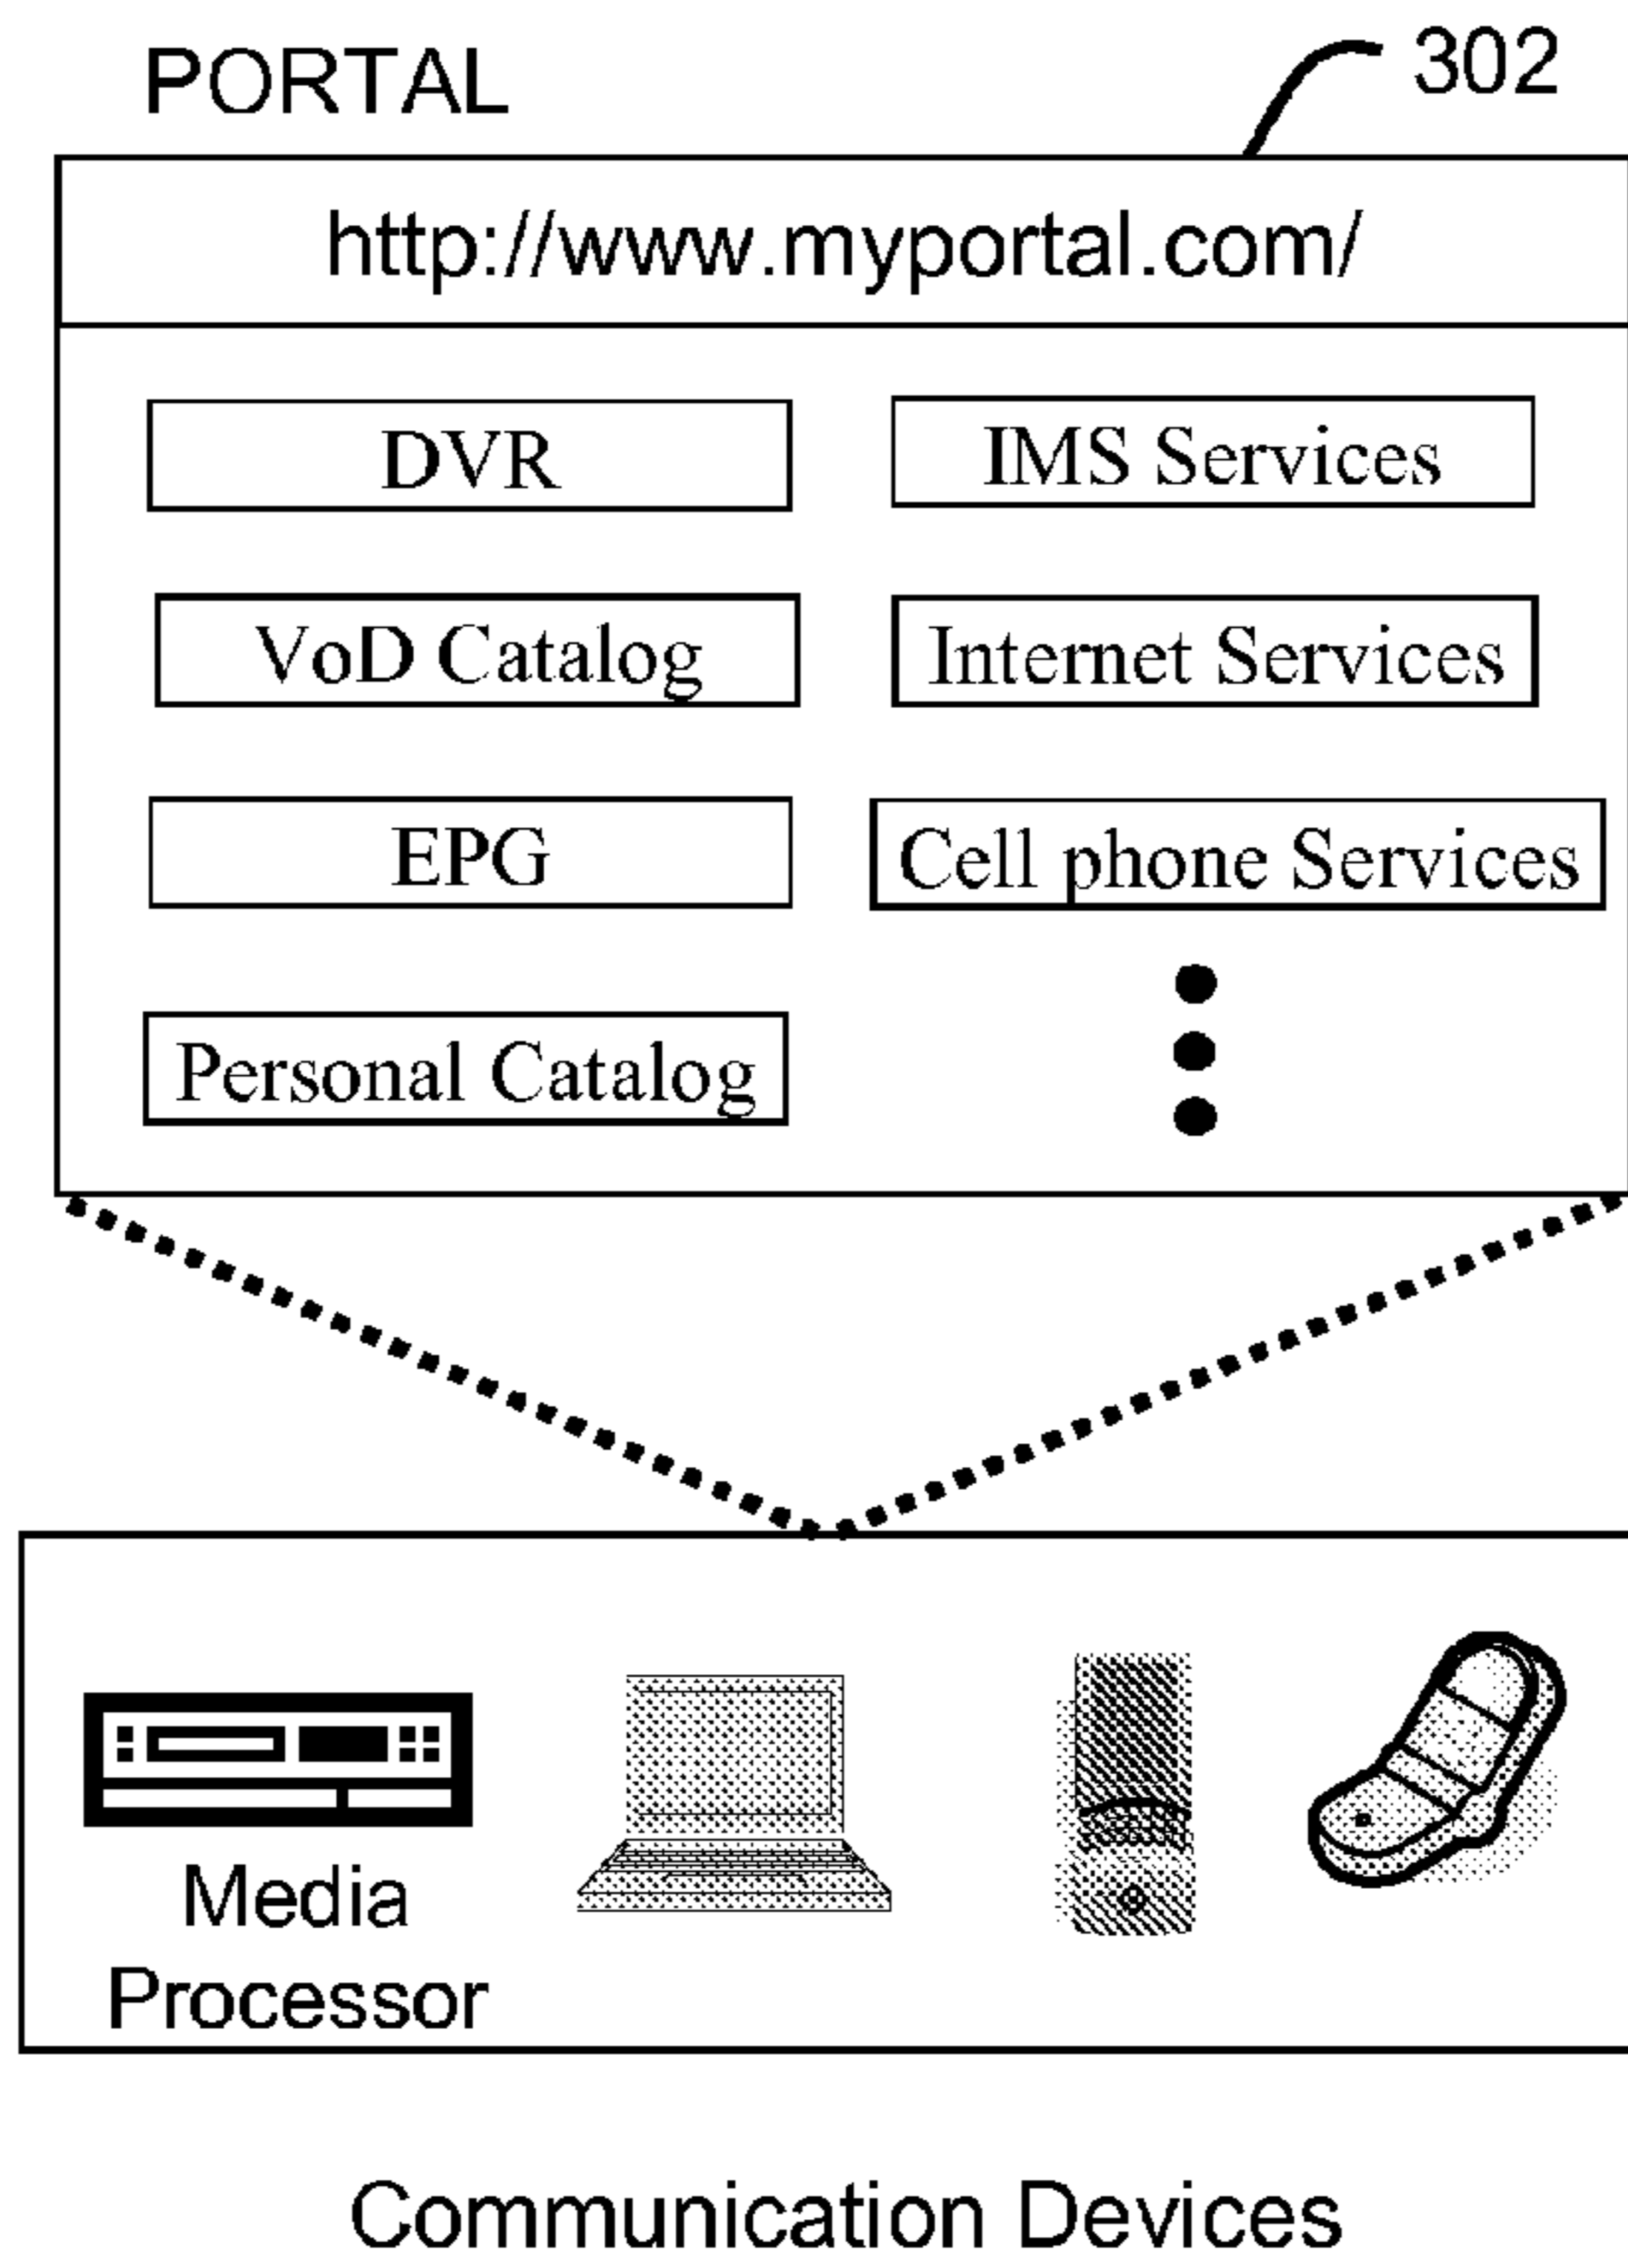 PORTAL
302
http://www.myportal.com/
DVR
IMS Services
VoD Catalog
Internet Services
EPG
Cell phone Services
Personal Catalog
Media
Processor
Communication Devices